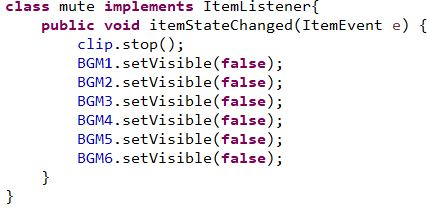 class mute implements ItemListener{
    public void itemStateChanged(ItemEvent e) {
        clip.stop();
        BGM1.setVisible(false);
        BGM2.setVisible(false);
        BGM3.setVisible(false);
        BGM4.setVisible(false);
        BGM5.setVisible(false);
        BGM6.setVisible(false);
    }
}